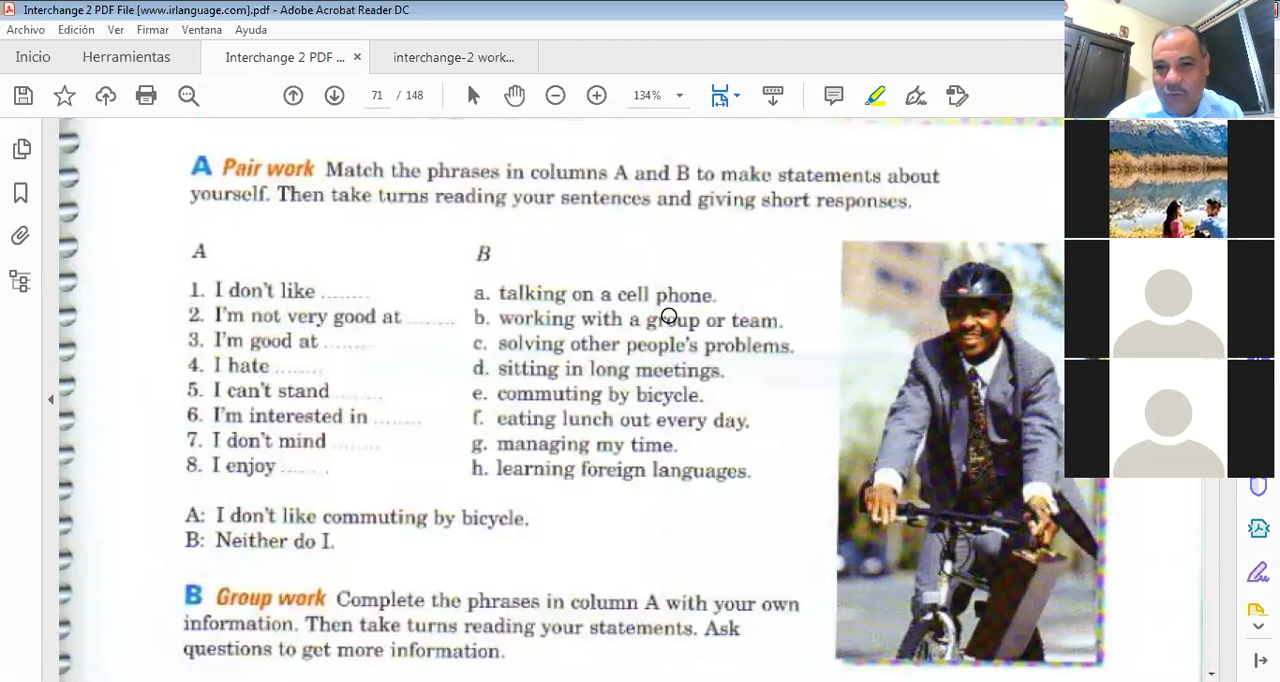 Interchange 2 PDF File [www.irlanguage.com].pdf - Adobe Acrobat Reader DC
Archivo Edición Ver Firmar Ventana Ayuda
Inicio Herramientas Interchange 2 PDF ... × interchange-2 work...
71 / 148 134%
A Pair work Match the phrases in columns A and B to make statements about
yourself. Then take turns reading your sentences and giving short responses.
A B
1. I don't like ........ a. talking on a cell phone.
2. I'm not very good at ........ b. working with a group or team.
3. I'm good at ........ c. solving other people's problems.
4. I hate ........ d. sitting in long meetings.
5. I can't stand ........ e. commuting by bicycle.
6. I'm interested in ........ f. eating lunch out every day.
7. I don't mind ........ g. managing my time.
8. I enjoy ........ h. learning foreign languages.
A: I don't like commuting by bicycle.
B: Neither do I.
B Group work Complete the phrases in column A with your own
information. Then take turns reading your statements. Ask
questions to get more information.